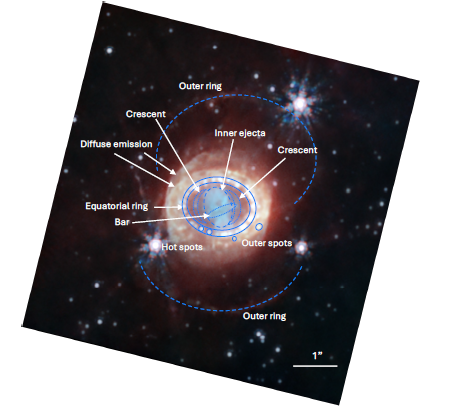 Outer ring
Crescent
Inner ejecta
Diffuse emission
Crescent
Equatorial ring
Bar
Hot spots
Outer spots
Outer ring
1”